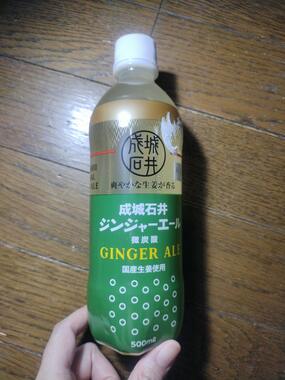 成城
石井
爽やかな生姜が香る
成城石井
ジンジャーエール
微炭酸
GINGER ALE
国産生姜使用
500mℓ